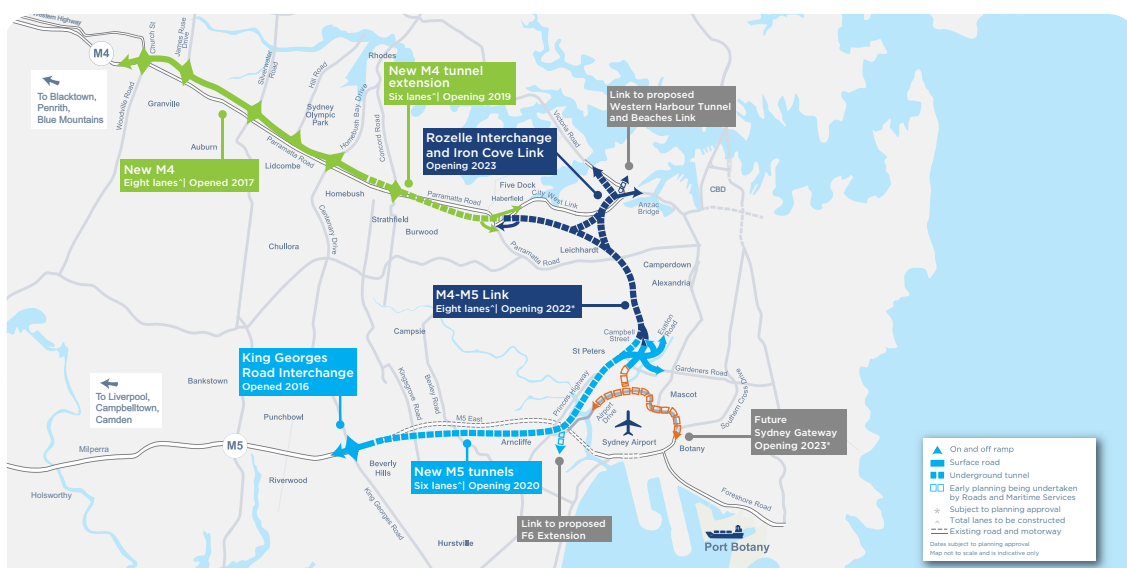 Western Highway
M4
Church St
James Ruse
Drive
Silverwater
Road
Hill Road
Rhodes
Homebush Bay Drive
Concord Road
Woodville Road
To Blacktown,
Penrith,
Blue Mountains
Granville
Auburn
Sydney
Olympic
Park
Parramatta Road
Lidcombe
Homebush
New M4
Eight lanes^| Opened 2017
New M4 tunnel
extension
Six lanes^| Opening 2019
Rozelle Interchange
and Iron Cove Link
Opening 2023
Link to proposed
Western Harbour Tunnel
and Beaches Link
Victoria Road
CBD
Anzac
Bridge
Five Dock
Haberfield
City West Link
Parramatta Road
Strathfield
Burwood
Centenary Drive
Chullora
Parramatta Road
Leichhardt
Camperdown
Alexandria
M4-M5 Link
Eight lanes^| Opening 2022*
Campbell
Street
Euston
Road
St Peters
Campsie
King Georges
Road Interchange
Opened 2016
Gardeners Road
Bankstown
Kingsgrove Road
Bexley Road
Princes Highway
Mascot
Southern Cross Drive
To Liverpool,
Campbelltown,
Camden
Punchbowl
M5 East
Airport
Drive
Future
Sydney Gateway
Opening 2023*
Milperra
M5
Arncliffe
Sydney Airport
Botany
Beverly
Hills
New M5 tunnels
Six lanes^| Opening 2020
Riverwood
Holsworthy
King Georges Road
Foreshore Road
Link to proposed
F6 Extension
Hurstville
Port Botany
On and off ramp
Surface road
Underground tunnel
Early planning being undertaken
by Roads and Maritime Services
* Subject to planning approval
^ Total lanes to be constructed
Existing road and motorway
Dates subject to planning approval
Map not to scale and is indicative only